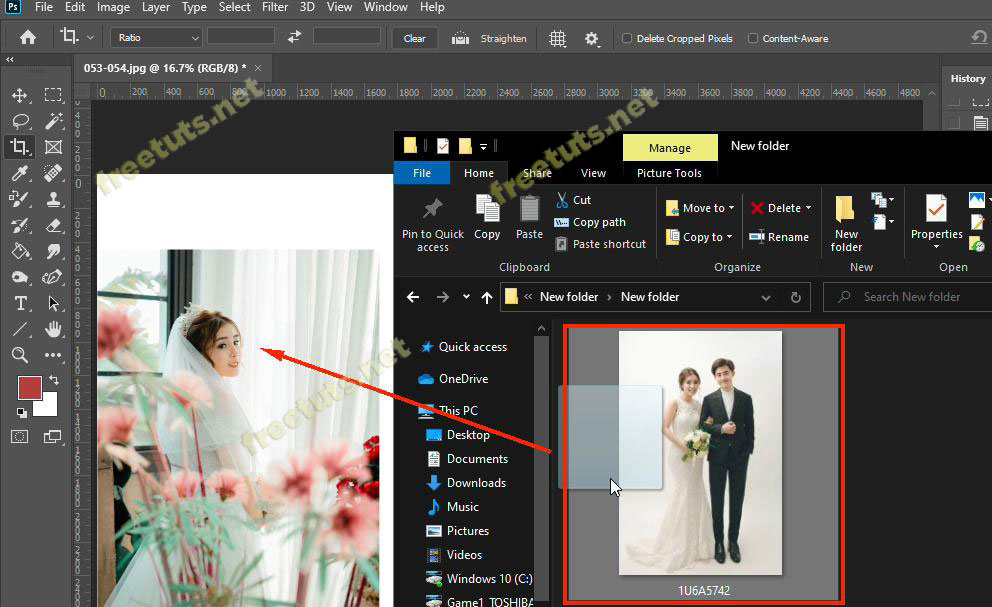 Ps File Edit Image Layer Type Select Filter 3D View Window Help
Ratio Clear Straighten Delete Cropped Pixels Content-Aware
053-054.jpg @ 16.7% (RGB/8) * ×
History
0 200 400 600 800 1000 1200 1400 1600 1800 2000 2200 2400 2600 2800 3000 3200 3400 3600 3800 4000 4200 4400 4600 4800
freetuts.net
freetuts.net
freetuts.net
Manage New folder
File Home Share View Picture Tools
Pin to Quick access
Copy
Paste
Cut
Copy path
Paste shortcut
Move to
Copy to
Delete
Rename
New folder
Properties
Clipboard Organize New Open
« New folder › New folder
Search New folder
Quick access
OneDrive
This PC
Desktop
Documents
Downloads
Music
Pictures
Videos
Windows 10 (C:)
Game1_TOSHIBA
1U6A5742